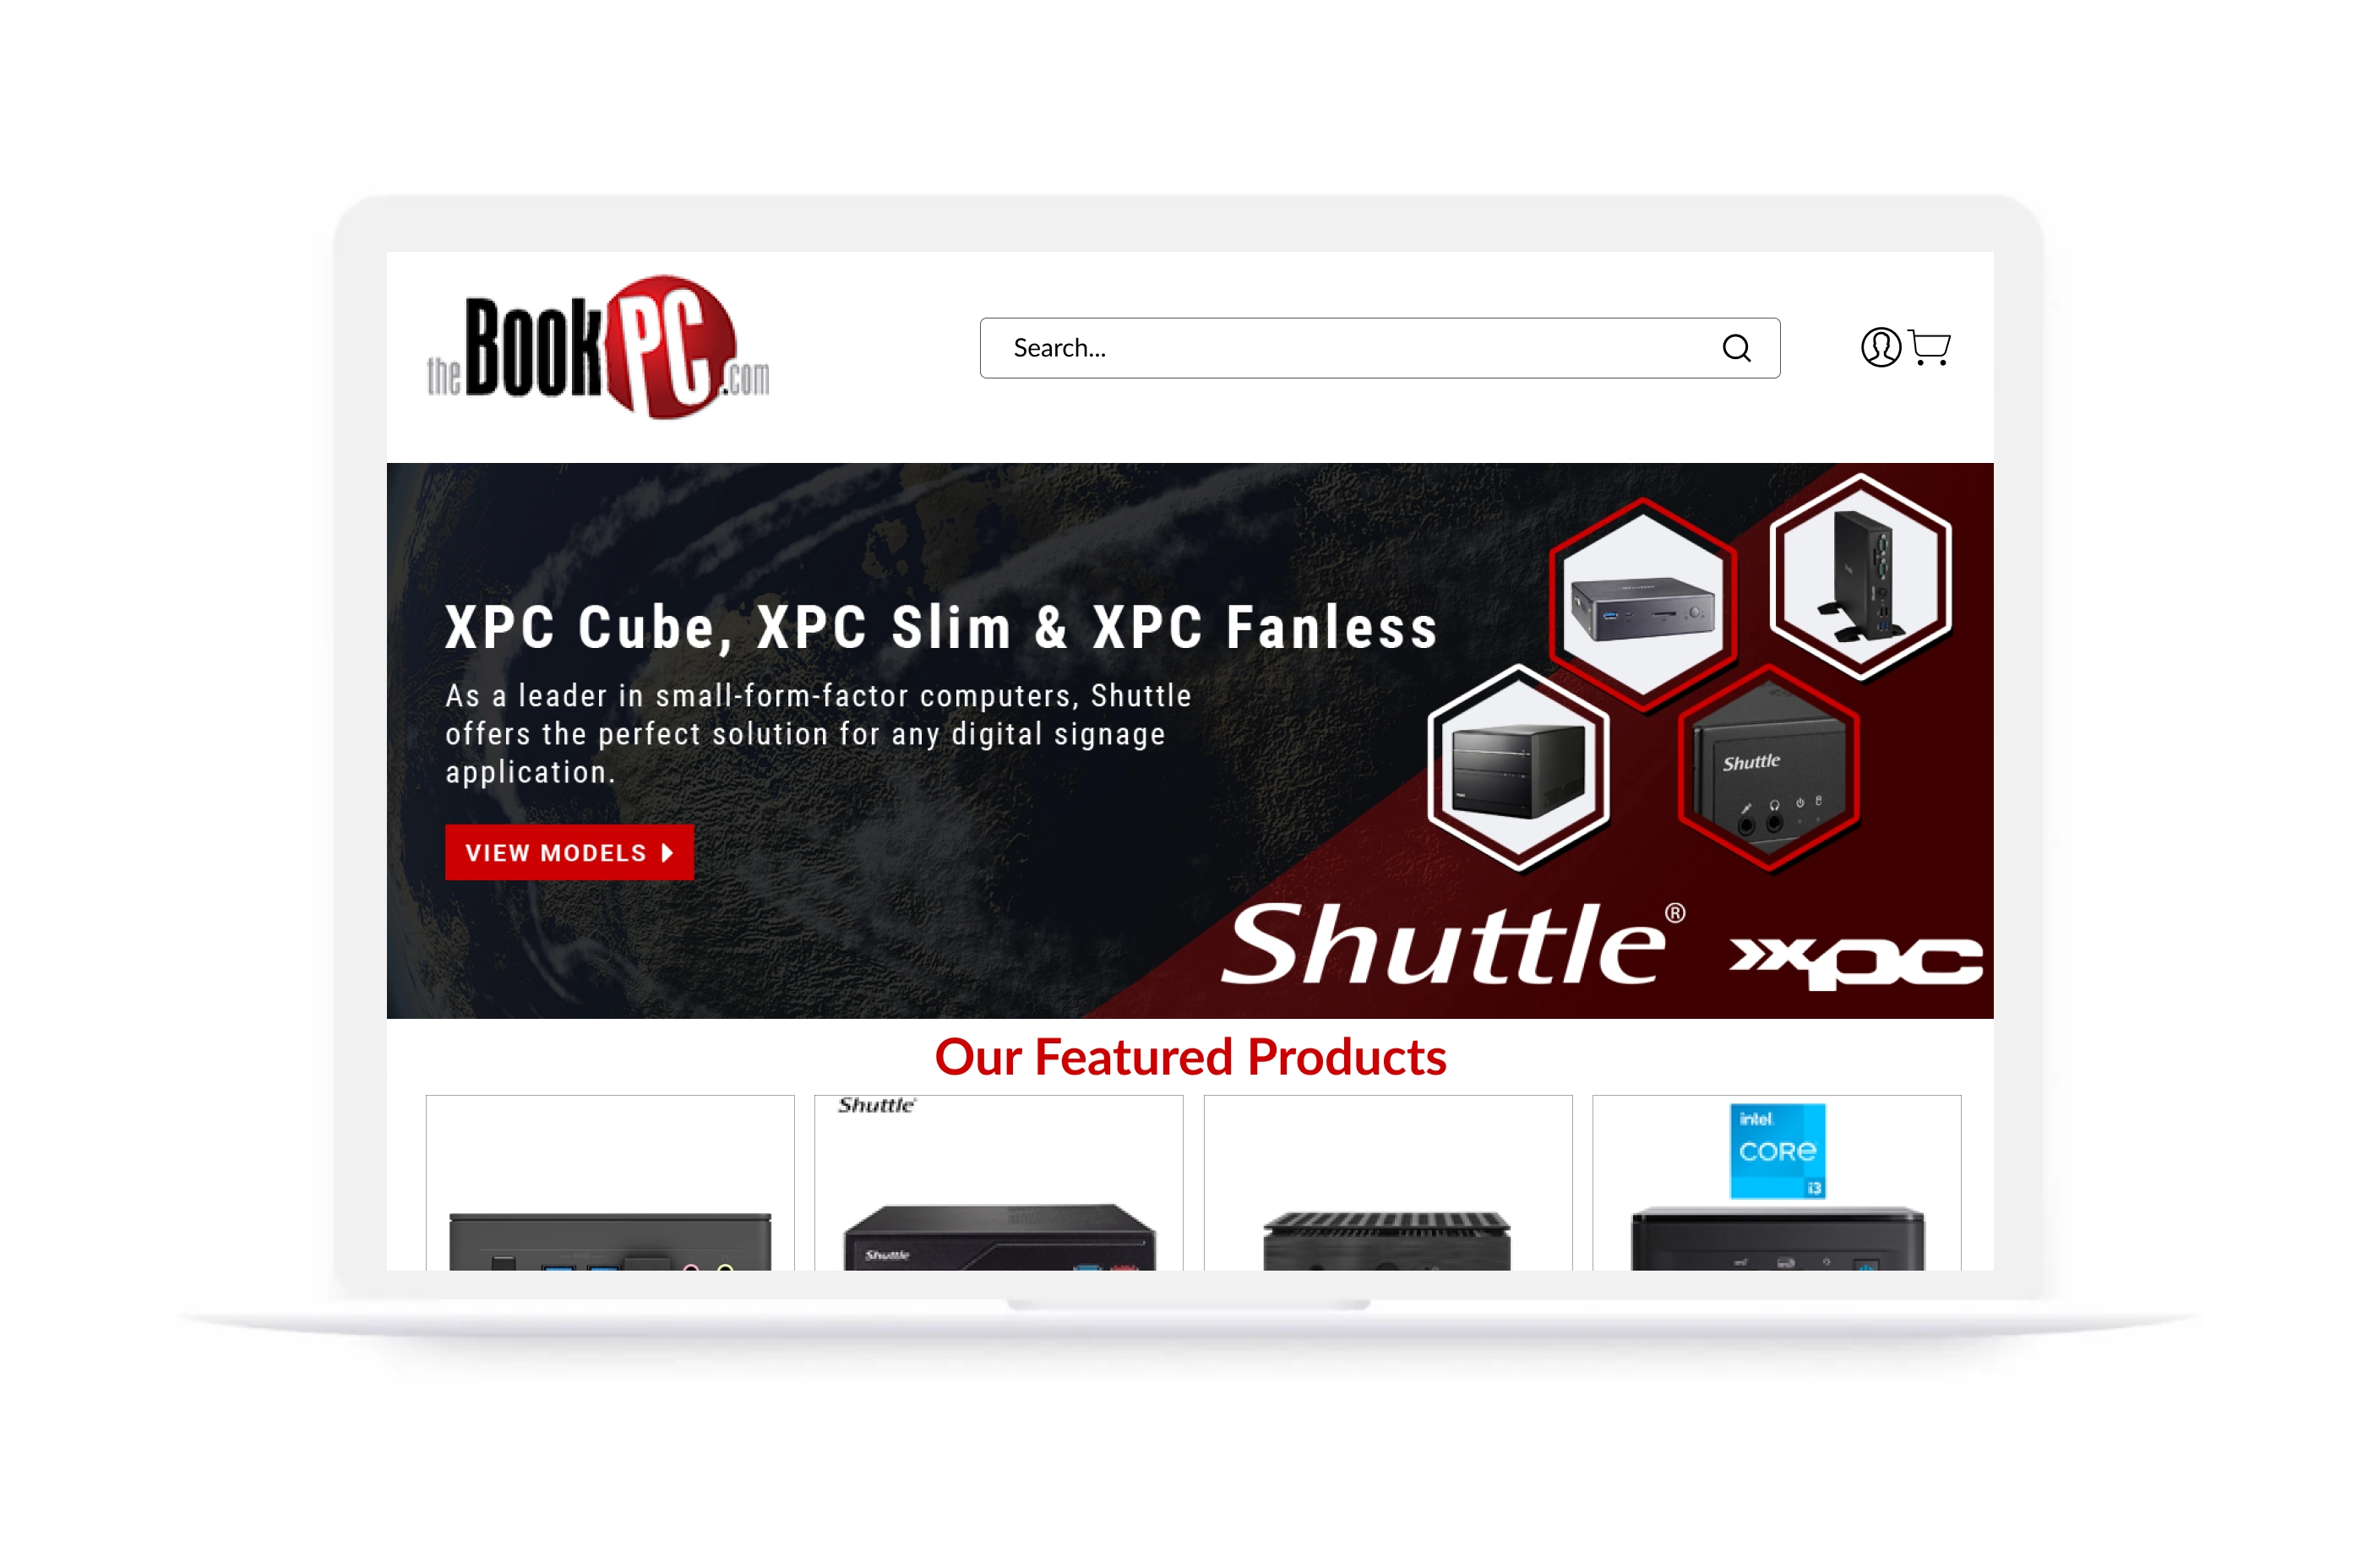 theBookPC.com
Search...
XPC Cube, XPC Slim & XPC Fanless
As a leader in small-form-factor computers, Shuttle
offers the perfect solution for any digital signage
application.
VIEW MODELS
Shuttle
Shuttle® xpc
Our Featured Products
Shuttle
intel.
CORE
i3
Shuttle